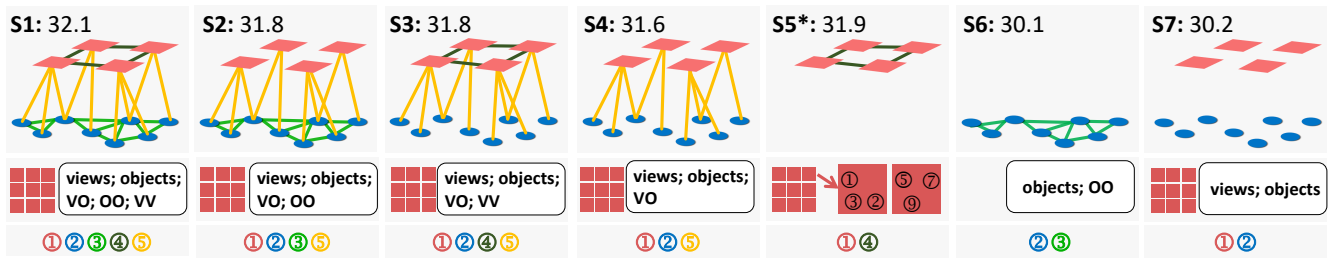 S1: 32.1
S2: 31.8
S3: 31.8
S4: 31.6
S5*: 31.9
S6: 30.1
S7: 30.2
views; objects;
VO; OO; VV
views; objects;
VO; OO
views; objects;
VO; VV
views; objects;
VO
① ③ ② ⑤ ⑦ ⑨
objects; OO
views; objects
① ② ③ ④ ⑤
① ② ③ ⑤
① ② ④ ⑤
① ② ⑤
① ④
② ③
① ②